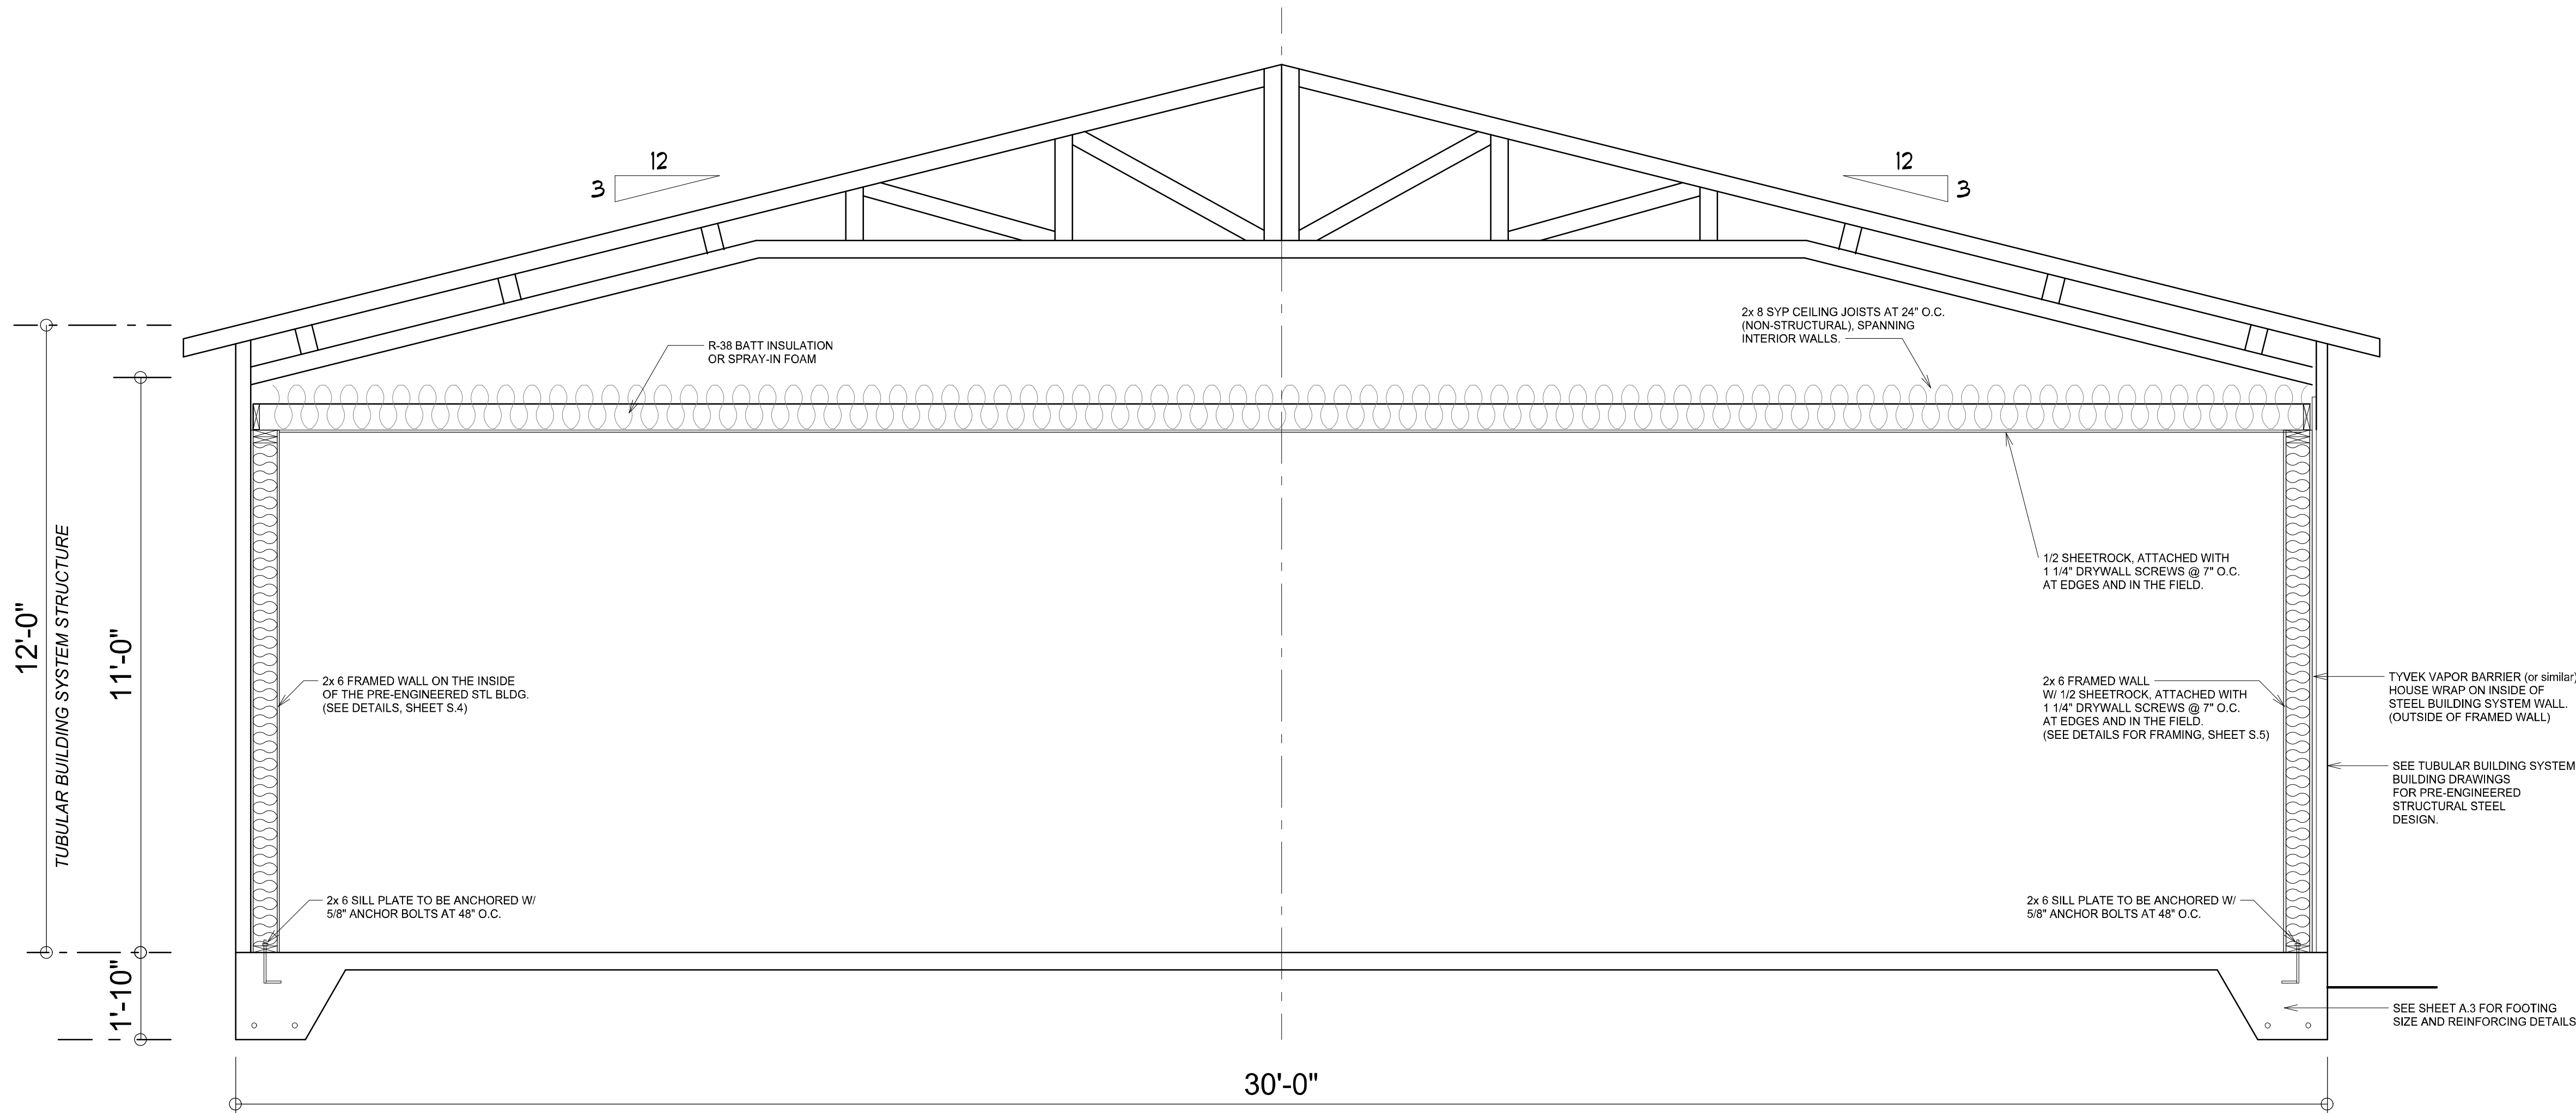 12
3
12
3
2x 8 SYP CEILING JOISTS AT 24" O.C.
(NON-STRUCTURAL), SPANNING
INTERIOR WALLS.
R-38 BATT INSULATION
OR SPRAY-IN FOAM
12'-0"
TUBULAR BUILDING SYSTEM STRUCTURE
11'-0"
1'-10"
1/2 SHEETROCK, ATTACHED WITH
1 1/4" DRYWALL SCREWS @ 7" O.C.
AT EDGES AND IN THE FIELD.
2x 6 FRAMED WALL ON THE INSIDE
OF THE PRE-ENGINEERED STL BLDG.
(SEE DETAILS, SHEET S.4)
2x 6 FRAMED WALL
W/ 1/2 SHEETROCK, ATTACHED WITH
1 1/4" DRYWALL SCREWS @ 7" O.C.
AT EDGES AND IN THE FIELD.
(SEE DETAILS FOR FRAMING, SHEET S.5)
TYVEK VAPOR BARRIER (or similar)
HOUSE WRAP ON INSIDE OF
STEEL BUILDING SYSTEM WALL.
(OUTSIDE OF FRAMED WALL)
SEE TUBULAR BUILDING SYSTEM
BUILDING DRAWINGS
FOR PRE-ENGINEERED
STRUCTURAL STEEL
DESIGN.
2x 6 SILL PLATE TO BE ANCHORED W/
5/8" ANCHOR BOLTS AT 48" O.C.
2x 6 SILL PLATE TO BE ANCHORED W/
5/8" ANCHOR BOLTS AT 48" O.C.
SEE SHEET A.3 FOR FOOTING
SIZE AND REINFORCING DETAILS
30'-0"